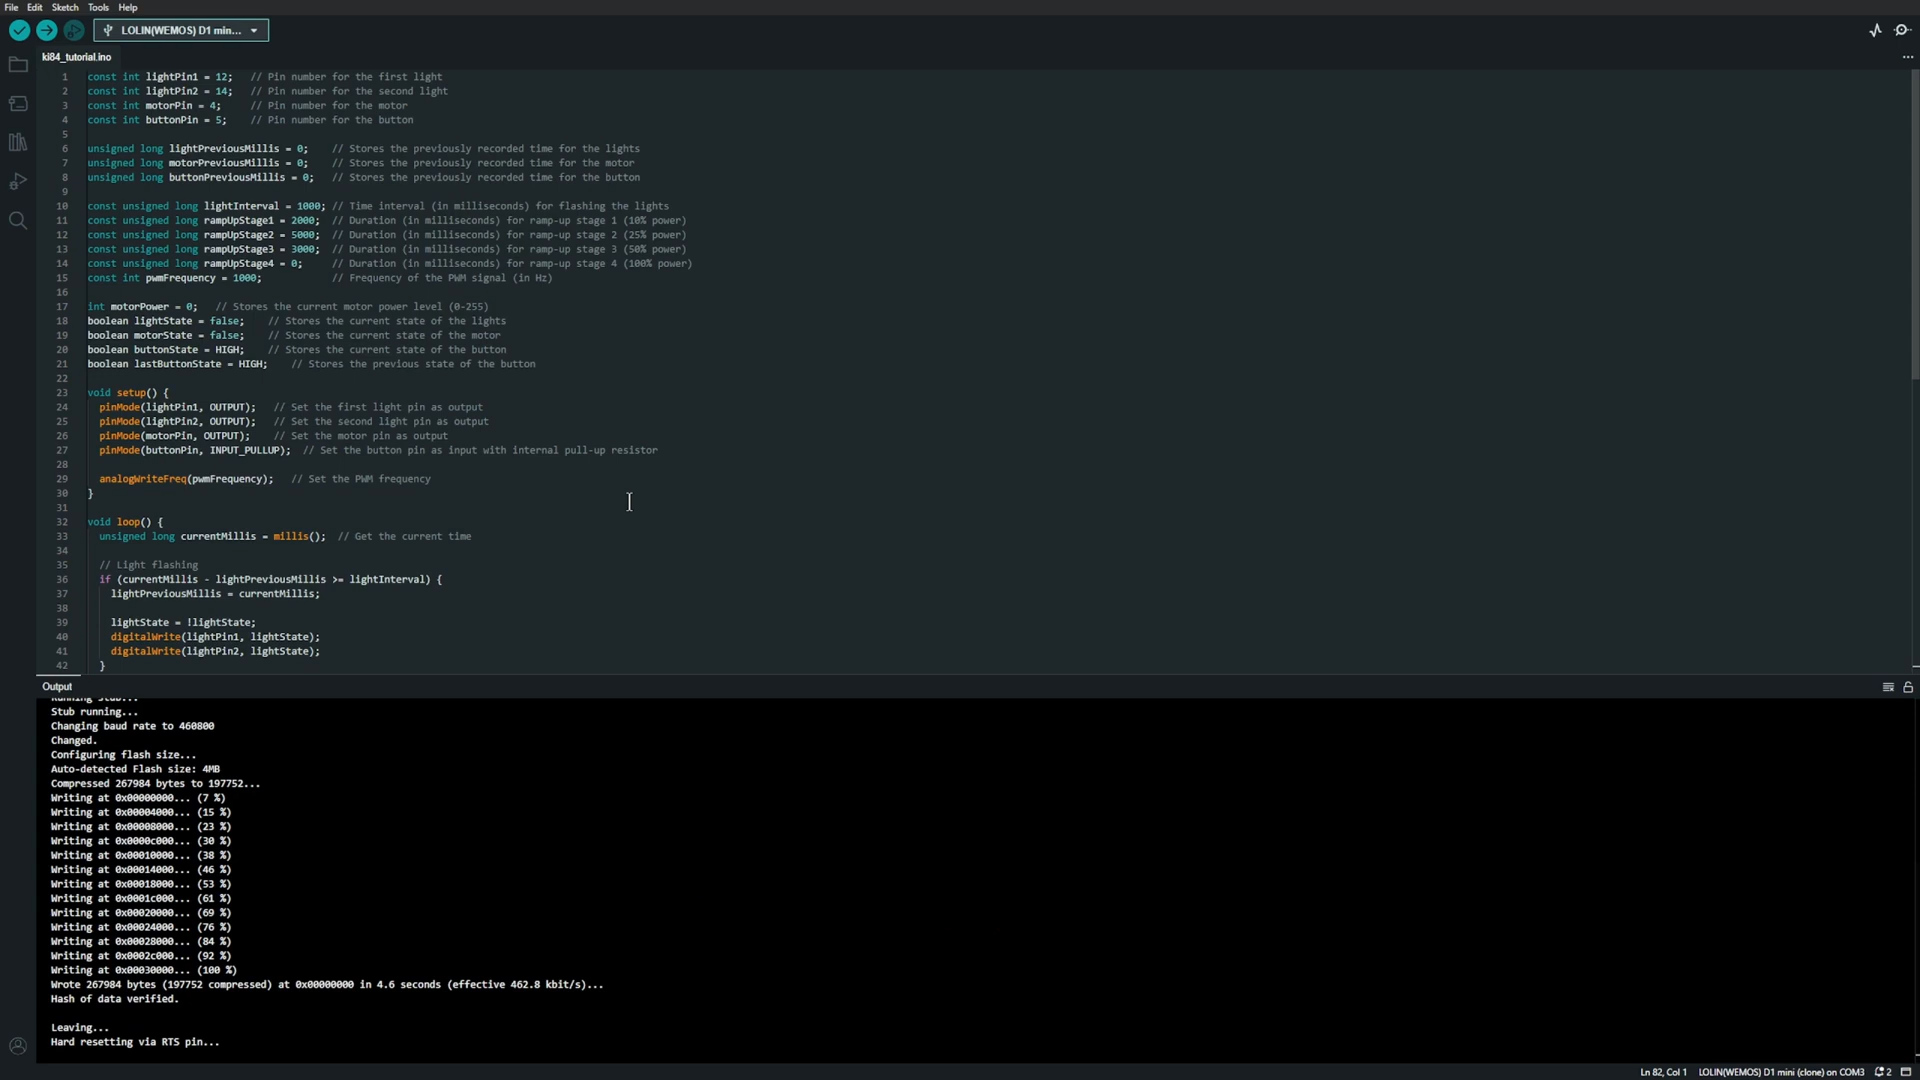 File Edit Sketch Tools Help
LOLIN(WEMOS) D1 min...
ki84_tutorial.ino
1 const int lightPin1 = 12; // Pin number for the first light
2 const int lightPin2 = 14; // Pin number for the second light
3 const int motorPin = 4; // Pin number for the motor
4 const int buttonPin = 5; // Pin number for the button
5
6 unsigned long lightPreviousMillis = 0; // Stores the previously recorded time for the lights
7 unsigned long motorPreviousMillis = 0; // Stores the previously recorded time for the motor
8 unsigned long buttonPreviousMillis = 0; // Stores the previously recorded time for the button
9
10 const unsigned long lightInterval = 1000; // Time interval (in milliseconds) for flashing the lights
11 const unsigned long rampUpStage1 = 2000; // Duration (in milliseconds) for ramp-up stage 1 (10% power)
12 const unsigned long rampUpStage2 = 5000; // Duration (in milliseconds) for ramp-up stage 2 (25% power)
13 const unsigned long rampUpStage3 = 3000; // Duration (in milliseconds) for ramp-up stage 3 (50% power)
14 const unsigned long rampUpStage4 = 0; // Duration (in milliseconds) for ramp-up stage 4 (100% power)
15 const int pwmFrequency = 1000; // Frequency of the PWM signal (in Hz)
16
17 int motorPower = 0; // Stores the current motor power level (0-255)
18 boolean lightState = false; // Stores the current state of the lights
19 boolean motorState = false; // Stores the current state of the motor
20 boolean buttonState = HIGH; // Stores the current state of the button
21 boolean lastButtonState = HIGH; // Stores the previous state of the button
22
23 void setup() {
24 pinMode(lightPin1, OUTPUT); // Set the first light pin as output
25 pinMode(lightPin2, OUTPUT); // Set the second light pin as output
26 pinMode(motorPin, OUTPUT); // Set the motor pin as output
27 pinMode(buttonPin, INPUT_PULLUP); // Set the button pin as input with internal pull-up resistor
28
29 analogWriteFreq(pwmFrequency); // Set the PWM frequency
30 }
31
32 void loop() {
33 unsigned long currentMillis = millis(); // Get the current time
34
35 // Light flashing
36 if (currentMillis - lightPreviousMillis >= lightInterval) {
37 lightPreviousMillis = currentMillis;
38
39 lightState = !lightState;
40 digitalWrite(lightPin1, lightState);
41 digitalWrite(lightPin2, lightState);
42 }
Output
Running stub...
Stub running...
Changing baud rate to 460800
Changed.
Configuring flash size...
Auto-detected Flash size: 4MB
Compressed 267984 bytes to 197752...
Writing at 0x00000000... (7 %)
Writing at 0x00004000... (15 %)
Writing at 0x00008000... (23 %)
Writing at 0x0000c000... (30 %)
Writing at 0x00010000... (38 %)
Writing at 0x00014000... (46 %)
Writing at 0x00018000... (53 %)
Writing at 0x0001c000... (61 %)
Writing at 0x00020000... (69 %)
Writing at 0x00024000... (76 %)
Writing at 0x00028000... (84 %)
Writing at 0x0002c000... (92 %)
Writing at 0x00030000... (100 %)
Wrote 267984 bytes (197752 compressed) at 0x00000000 in 4.6 seconds (effective 462.8 kbit/s)...
Hash of data verified.
Leaving...
Hard resetting via RTS pin...
Ln 82, Col 1 LOLIN(WEMOS) D1 mini (clone) on COM3 2